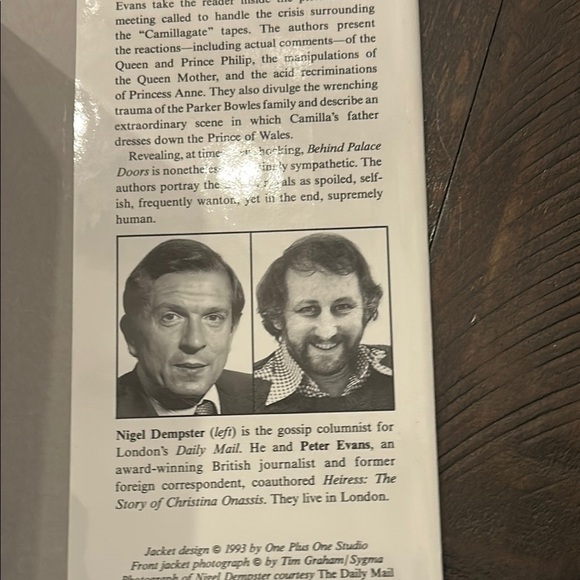 Evans take the reader inside the
meeting called to handle the crisis surrounding
the “Camillagate” tapes. The authors present
the reactions—including actual comments—of the
Queen and Prince Philip, the manipulations of
the Queen Mother, and the acid recriminations
of Princess Anne. They also divulge the wrenching
trauma of the Parker Bowles family and describe an
extraordinary scene in which Camilla’s father
dresses down the Prince of Wales.
Revealing, at times shocking, Behind Palace
Doors is nonetheless sympathetic. The
authors portray the royals as spoiled, self-
ish, frequently wanton, yet in the end, supremely
human.
Nigel Dempster (left) is the gossip columnist for
London’s Daily Mail. He and Peter Evans, an
award-winning British journalist and former
foreign correspondent, coauthored Heiress: The
Story of Christina Onassis. They live in London.
Jacket design © 1993 by One Plus One Studio
Front jacket photograph © by Tim Graham/Sygma
Photograph of Nigel Dempster courtesy The Daily Mail